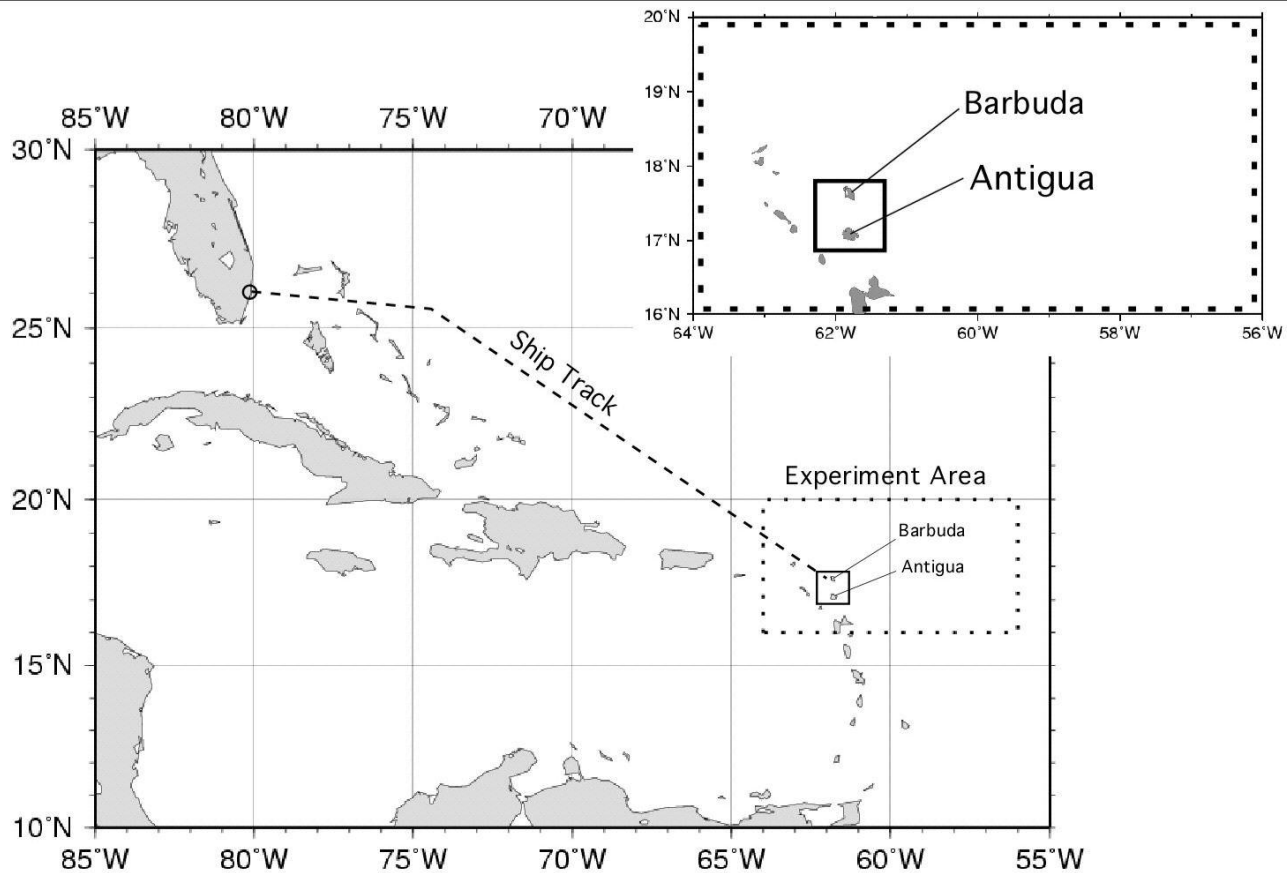 20˚N
19˚N
18˚N
17˚N
16˚N
64˚W 62˚W 60˚W 58˚W 56˚W
Barbuda
Antigua
85˚W 80˚W 75˚W 70˚W
30˚N
25˚N
20˚N
15˚N
10˚N
Ship Track
Experiment Area
Barbuda
Antigua
85˚W 80˚W 75˚W 70˚W 65˚W 60˚W 55˚W